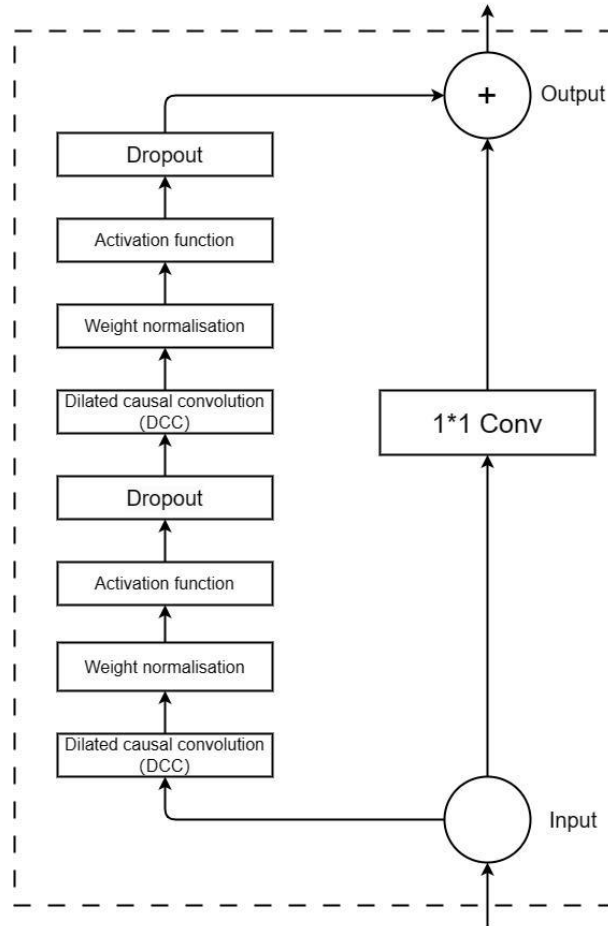 +
Output
Dropout
Activation function
Weight normalisation
Dilated causal convolution
(DCC)
1*1 Conv
Dropout
Activation function
Weight normalisation
Dilated causal convolution
(DCC)
Input